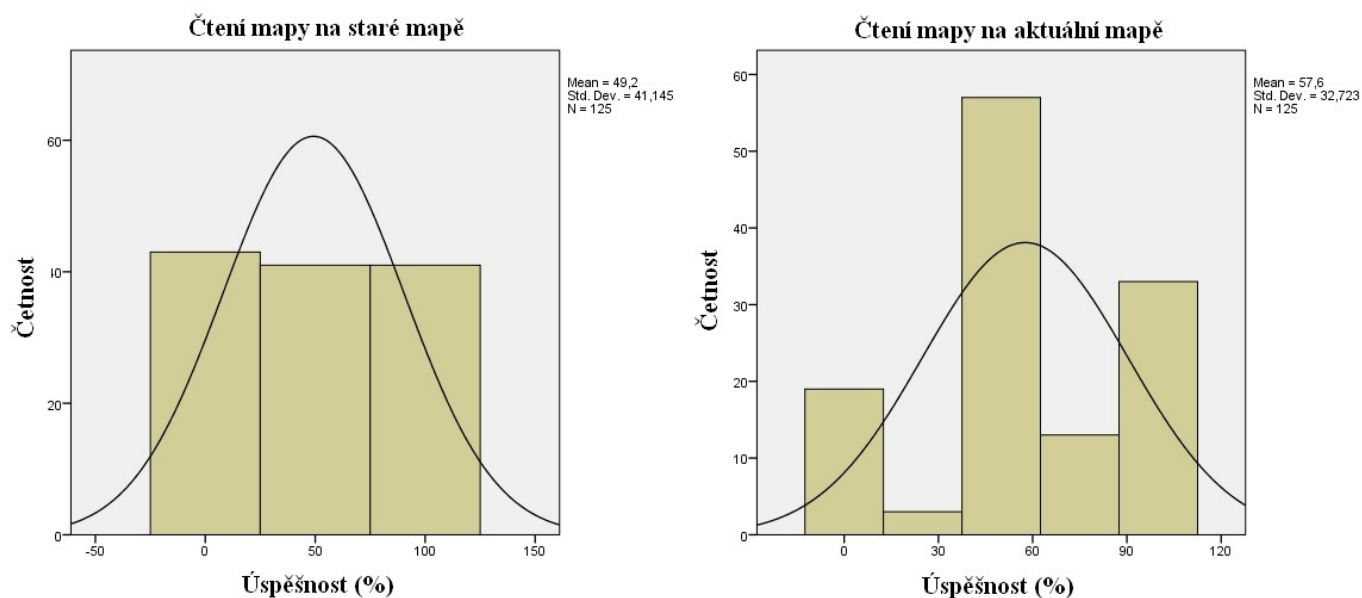 Čtení mapy na staré mapě
Mean = 49,2
Std. Dev. = 41,145
N = 125
60
40
20
0
Četnost
-50 0 50 100 150
Úspěšnost (%)
Čtení mapy na aktuální mapě
Mean = 57,6
Std. Dev. = 32,723
N = 125
60
50
40
30
20
10
0
Četnost
0 30 60 90 120
Úspěšnost (%)